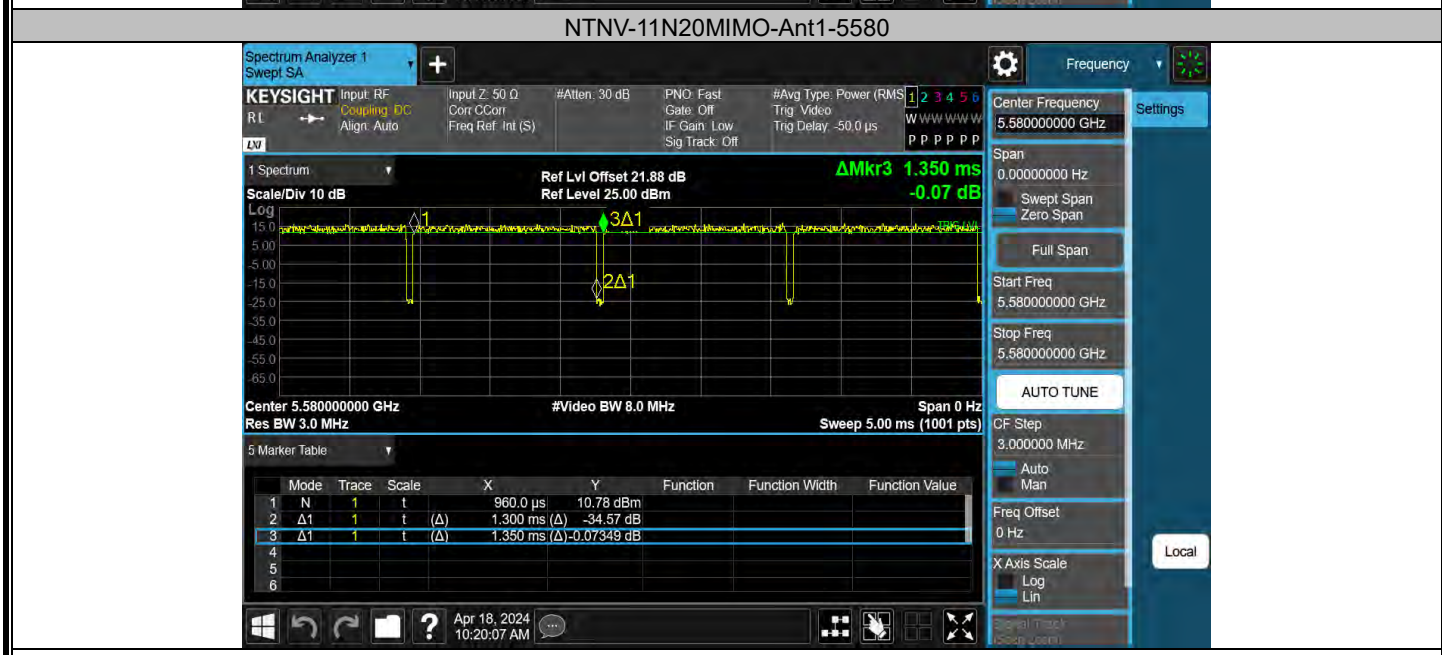 NTNV-11N20MIMO-Ant1-5580
Spectrum Analyzer 1
Swept SA
+
Frequency
KEYSIGHT Input: RF Input Z: 50 Ω #Atten: 30 dB PNO: Fast #Avg Type: Power (RMS 1 2 3 4 5 6
RL Coupling: DC Corr CCorr Gate: Off Trig: Video W W W W W W
Align: Auto Freq Ref: Int (S) IF Gain: Low Trig Delay: -50.0 µs
LXI Sig Track: Off P P P P P P
Center Frequency
5.580000000 GHz
Settings
Span
0.00000000 Hz
Swept Span
Zero Span
Full Span
Start Freq
5.580000000 GHz
Stop Freq
5.580000000 GHz
AUTO TUNE
CF Step
3.000000 MHz
Auto
Man
Freq Offset
0 Hz
X Axis Scale
Log
Lin
Local
1 Spectrum Ref Lvl Offset 21.88 dB ΔMkr3 1.350 ms
Scale/Div 10 dB Ref Level 25.00 dBm -0.07 dB
Log
1 3Δ1
15.0 TRIG LVL
5.00
-5.00
-15.0 2Δ1
-25.0
-35.0
-45.0
-55.0
-65.0
Center 5.580000000 GHz #Video BW 8.0 MHz Span 0 Hz
Res BW 3.0 MHz Sweep 5.00 ms (1001 pts)
5 Marker Table
Mode Trace Scale X Y Function Function Width Function Value
1 N 1 t 960.0 µs 10.78 dBm
2 Δ1 1 t (Δ) 1.300 ms (Δ) -34.57 dB
3 Δ1 1 t (Δ) 1.350 ms (Δ) -0.07349 dB
4
5
6
? Apr 18, 2024
10:20:07 AM